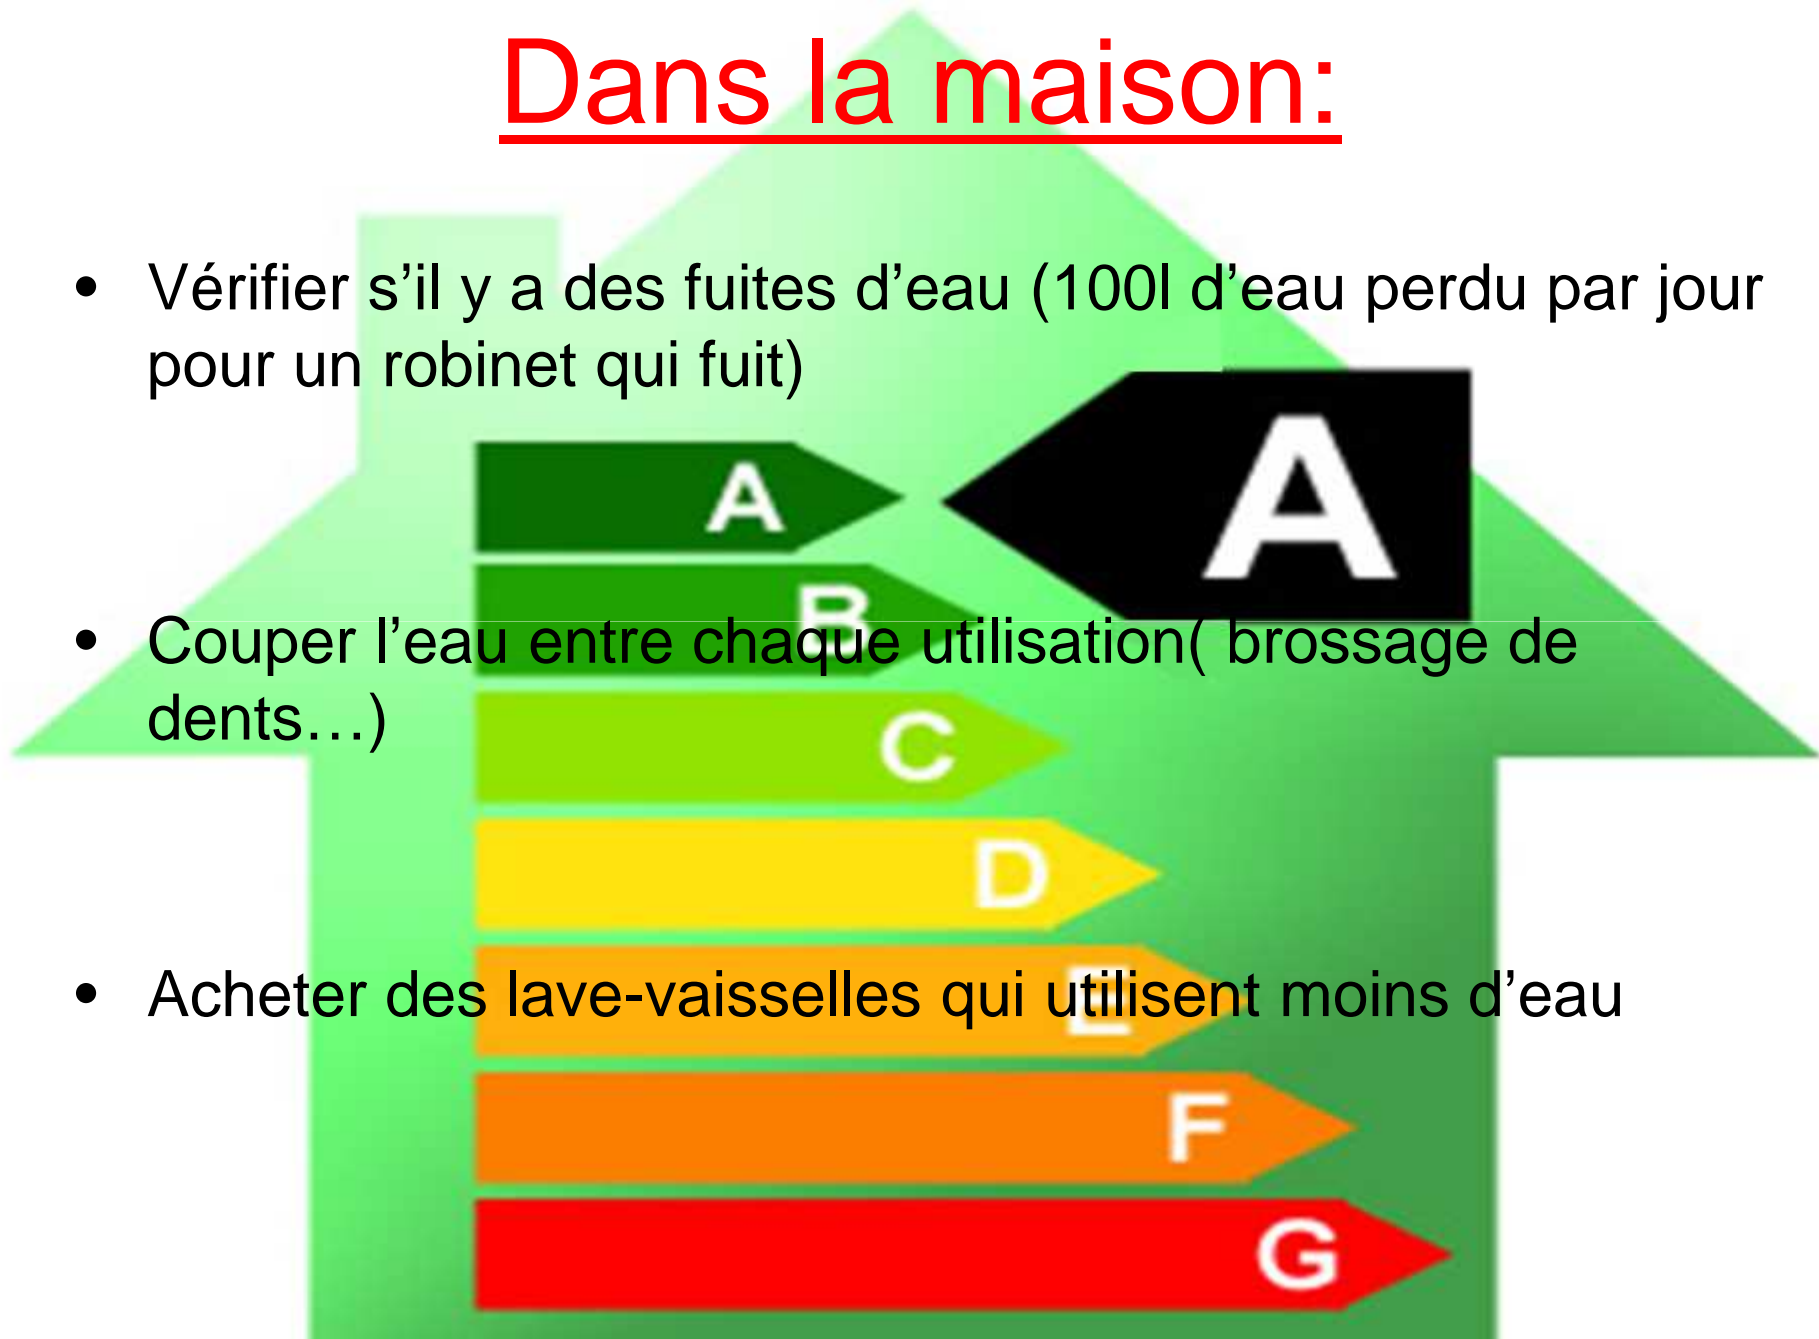 Dans la maison:
• Vérifier s’il y a des fuites d’eau (100l d’eau perdu par jour
pour un robinet qui fuit)
A
A
B
• Couper l’eau entre chaque utilisation( brossage de
dents…)
C
D
E
• Acheter des lave-vaisselles qui utilisent moins d’eau
F
G